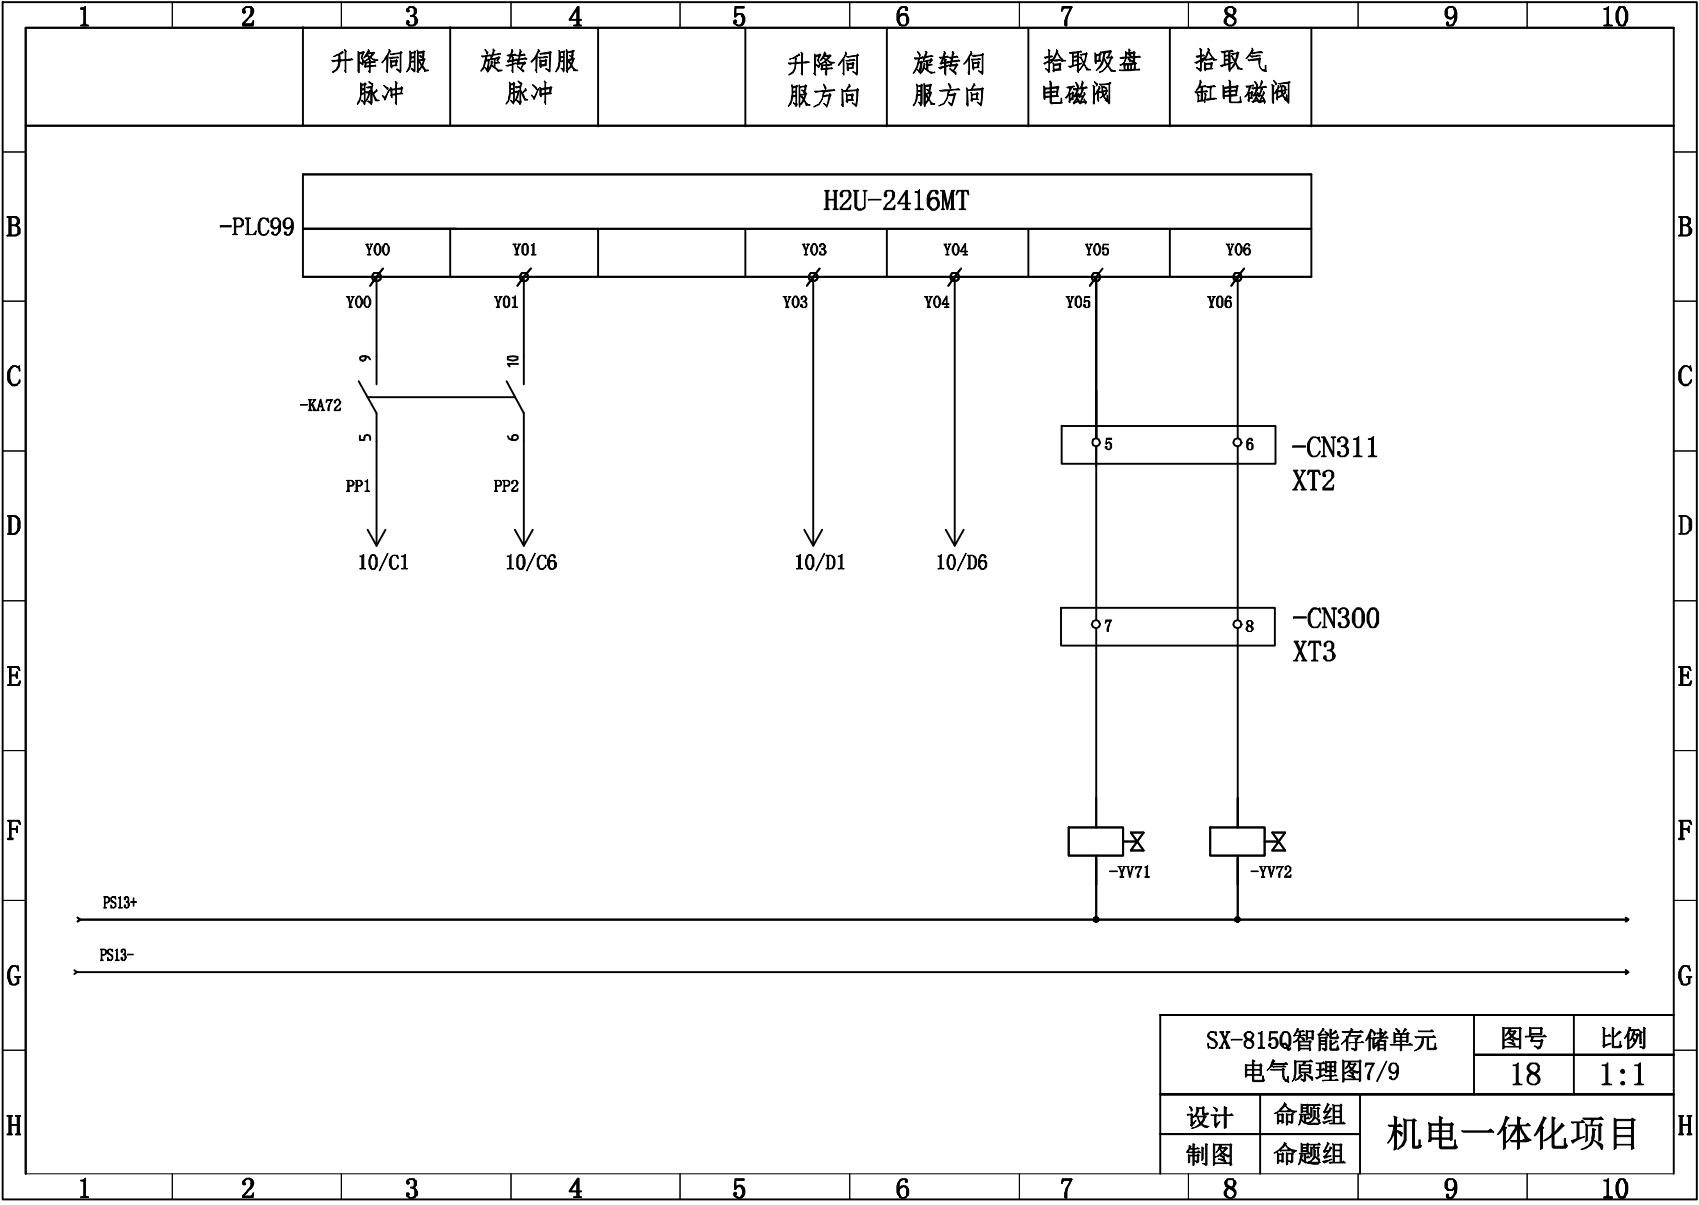 1 2 3 4 5 6 7 8 9 10
升降伺服 旋转伺服 升降伺 旋转伺 拾取吸盘 拾取气
脉冲 脉冲 服方向 服方向 电磁阀 缸电磁阀
H2U-2416MT
B -PLC99 B
Y00 Y01 Y03 Y04 Y05 Y06
Y00 Y01 Y03 Y04 Y05 Y06
9 10
C C
-KA72
5 6
5 6 -CN311
XT2
PP1 PP2
D D
10/C1 10/C6 10/D1 10/D6
7 8 -CN300
XT3
E E
F F
-YV71 -YV72
PS13+
PS13-
G G
SX-815Q智能存储单元 图号 比例
电气原理图7/9 18 1:1
设计 命题组
H 机电一体化项目 H
制图 命题组
1 2 3 4 5 6 7 8 9 10